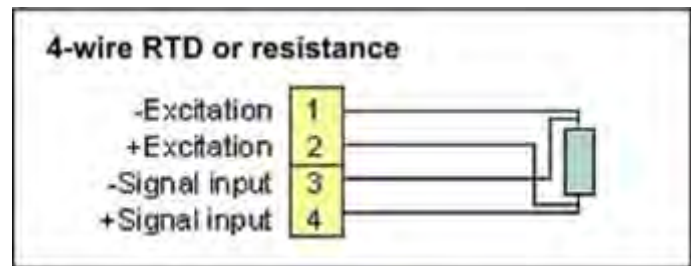 4-wire RTD or resistance
-Excitation 1
+Excitation 2
-Signal input 3
+Signal input 4